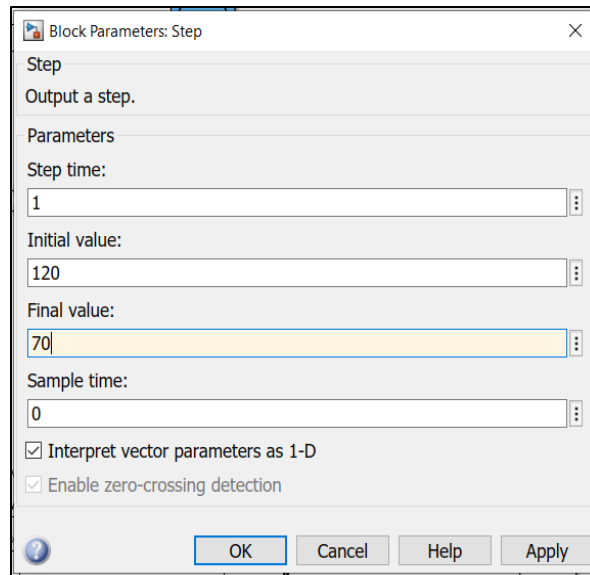 Block Parameters: Step
Step
Output a step.
Parameters
Step time:
1
Initial value:
120
Final value:
70
Sample time:
0
Interpret vector parameters as 1-D
Enable zero-crossing detection
OK Cancel Help Apply